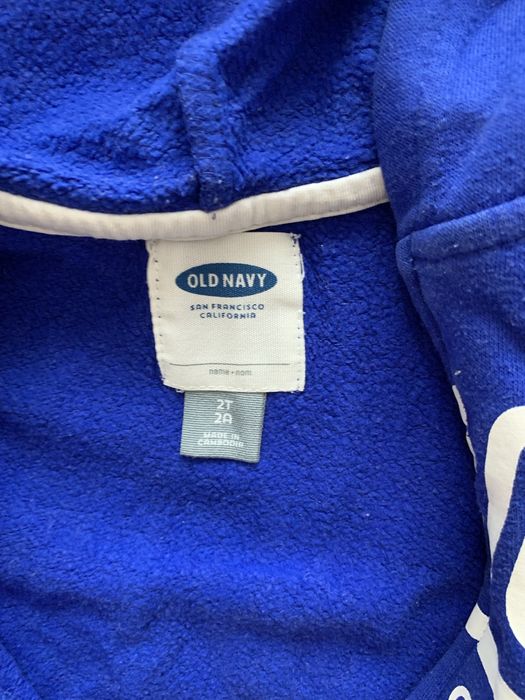 OLD NAVY
SAN FRANCISCO
CALIFORNIA
name • nom
2T
2A
MADE IN
CAMBODIA